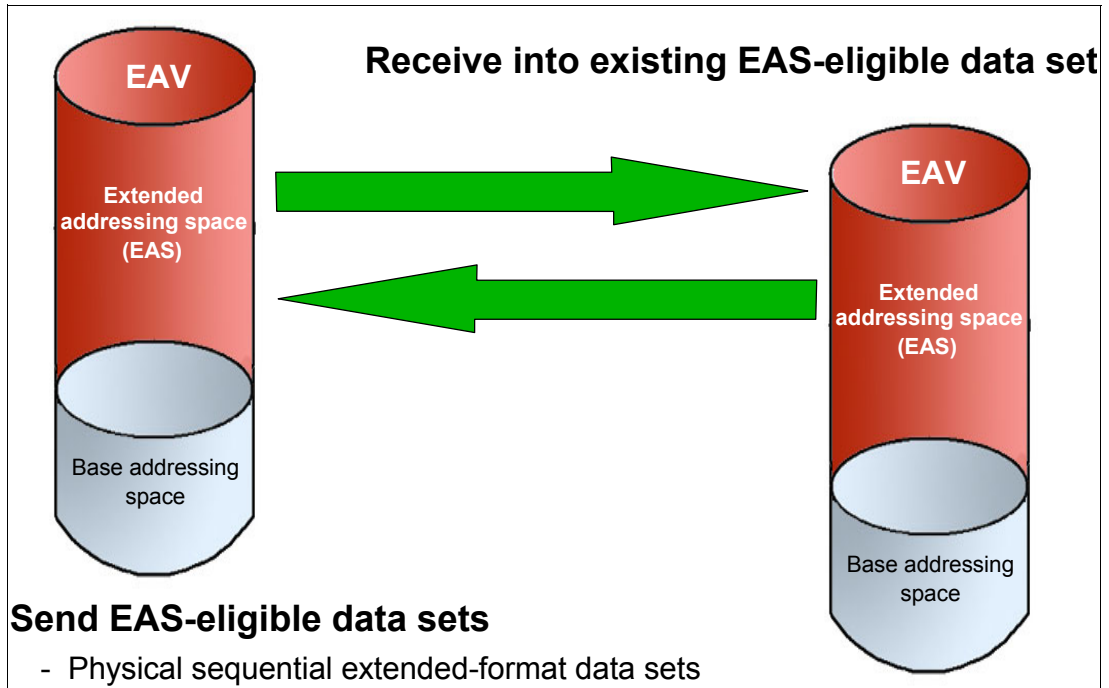 Receive into existing EAS-eligible data set
EAV
Extended
addressing space
(EAS)
Base addressing
space
EAV
Extended
addressing space
(EAS)
Base addressing
space
Send EAS-eligible data sets
- Physical sequential extended-format data sets